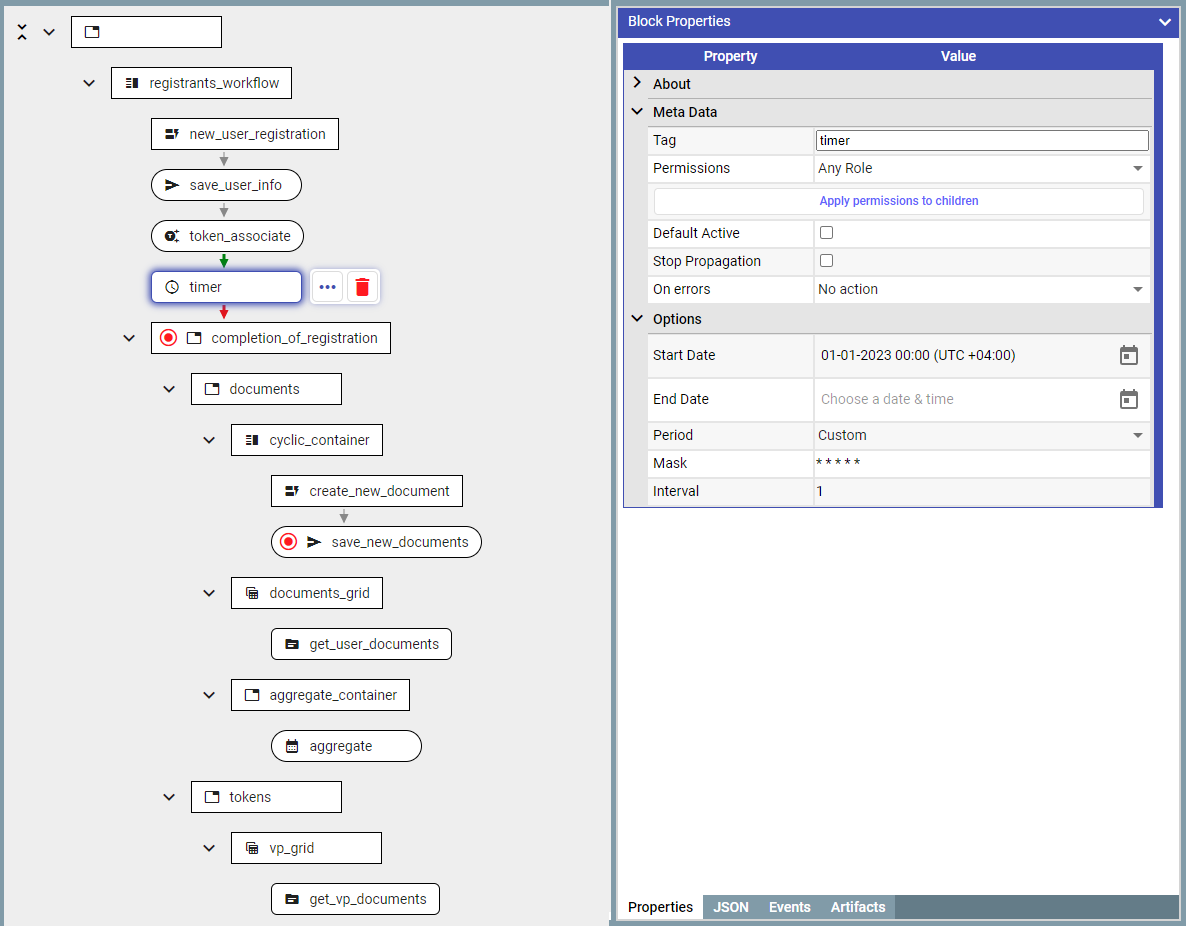 registrants_workflow
new_user_registration
save_user_info
token_associate
timer
completion_of_registration
documents
cyclic_container
create_new_document
save_new_documents
documents_grid
get_user_documents
aggregate_container
aggregate
tokens
vp_grid
get_vp_documents
Block Properties
Property Value
About
Meta Data
Tag timer
Permissions Any Role
Apply permissions to children
Default Active
Stop Propagation
On errors No action
Options
Start Date 01-01-2023 00:00 (UTC +04:00)
End Date Choose a date & time
Period Custom
Mask * * * * *
Interval 1
Properties JSON Events Artifacts